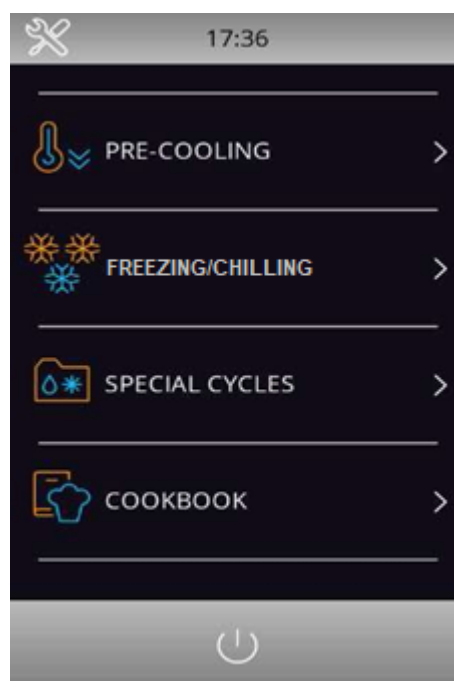 17:36
PRE-COOLING
FREEZING/CHILLING
SPECIAL CYCLES
COOKBOOK